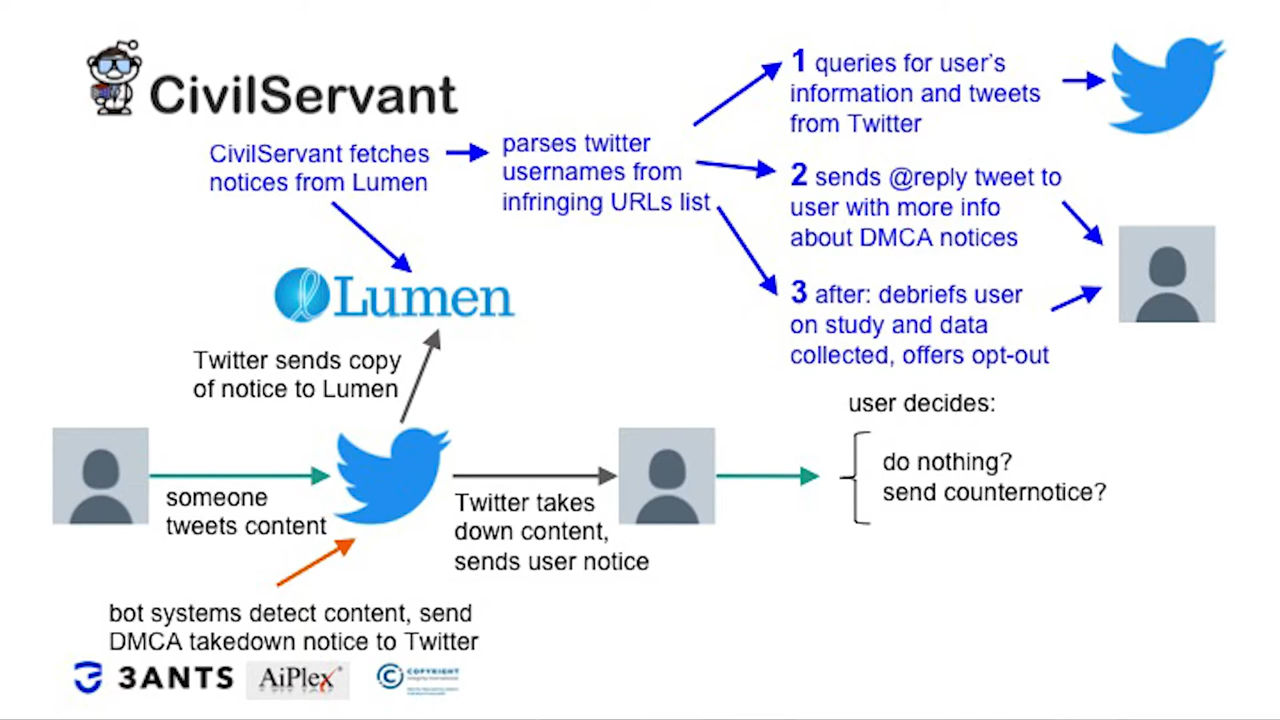 CivilServant
CivilServant fetches
notices from Lumen
parses twitter
usernames from
infringing URLs list
1 queries for user's
information and tweets
from Twitter
2 sends @reply tweet to
user with more info
about DMCA notices
3 after: debriefs user
on study and data
collected, offers opt-out
Lumen
Twitter sends copy
of notice to Lumen
someone
tweets content
Twitter takes
down content,
sends user notice
user decides:
do nothing?
send counternotice?
bot systems detect content, send
DMCA takedown notice to Twitter
3ANTS
AiPlex
COPYRIGHT